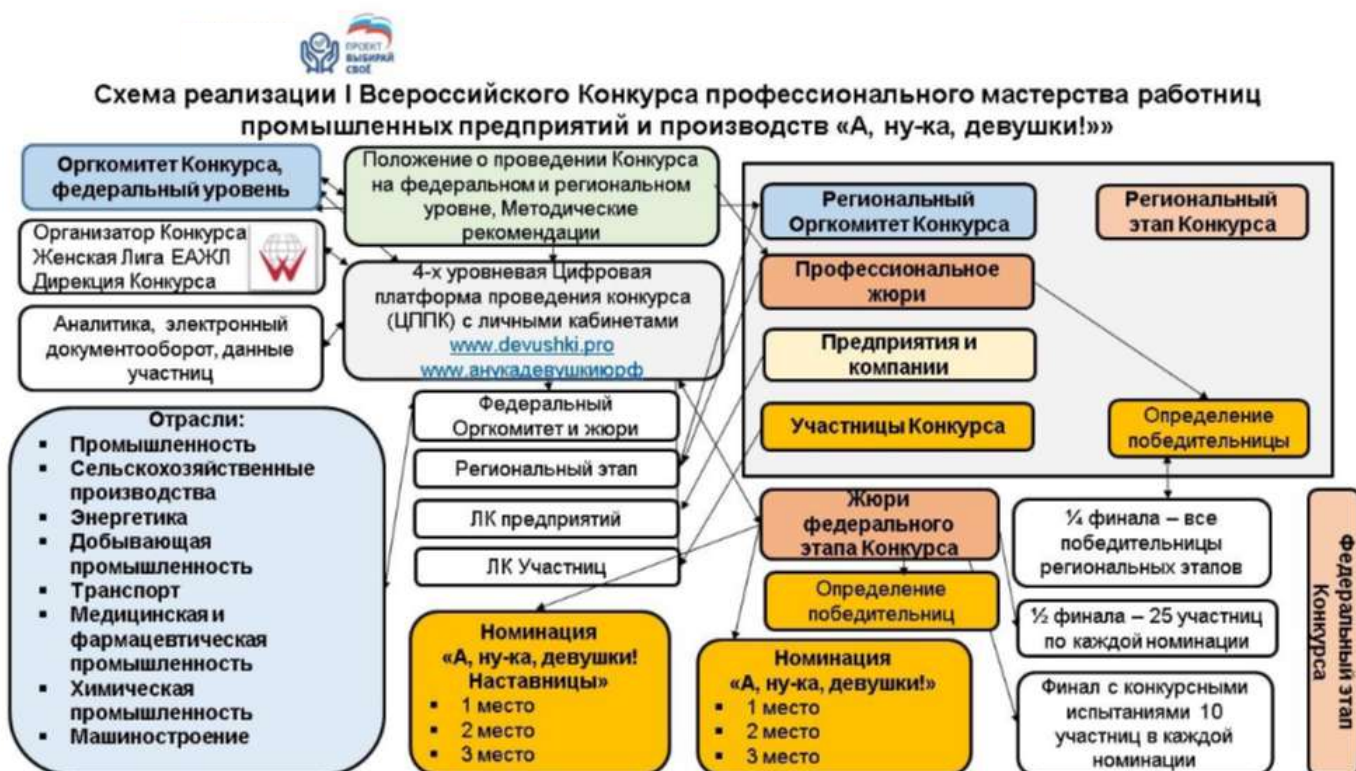 ПРОЕКТ
ВЫБИРАЙ
СВОЁ
Схема реализации I Всероссийского Конкурса профессионального мастерства работниц
промышленных предприятий и производств «А, ну-ка, девушки!»»
Оргкомитет Конкурса,
федеральный уровень
Организатор Конкурса
Женская Лига ЕАЖЛ
Дирекция Конкурса
Аналитика, электронный
документооборот, данные
участниц
Отрасли:
▪ Промышленность
▪ Сельскохозяйственные
производства
▪ Энергетика
▪ Добывающая
промышленность
▪ Транспорт
▪ Медицинская и
фармацевтическая
промышленность
▪ Химическая
промышленность
▪ Машиностроение
Положение о проведении Конкурса
на федеральном и региональном
уровне, Методические
рекомендации
4-х уровневая Цифровая
платформа проведения конкурса
(ЦППК) с личными кабинетами
www.devushki.pro
www.анукадевушкиюрф
Федеральный
Оргкомитет и жюри
Региональный этап
ЛК предприятий
ЛК Участниц
Номинация
«А, ну-ка, девушки!
Наставницы»
▪ 1 место
▪ 2 место
▪ 3 место
Региональный
Оргкомитет Конкурса
Региональный
этап Конкурса
Профессиональное
жюри
Предприятия и
компании
Участницы Конкурса
Определение
победительницы
Жюри
федерального
этапа Конкурса
Определение
победительниц
Номинация
«А, ну-ка, девушки!»
▪ 1 место
▪ 2 место
▪ 3 место
¼ финала – все
победительницы
региональных этапов
½ финала – 25 участниц
по каждой номинации
Финал с конкурсными
испытаниями 10
участниц в каждой
номинации
Федеральный этап
Конкурса